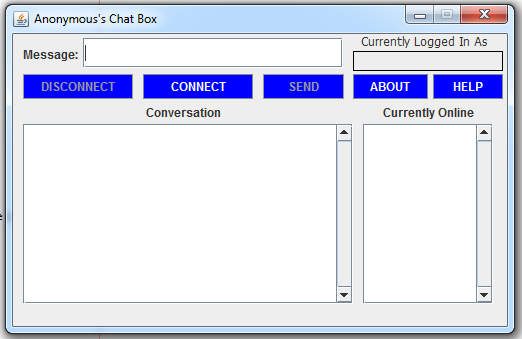 Anonymous's Chat Box
Currently Logged In As
Message:
DISCONNECT CONNECT SEND ABOUT HELP
Conversation Currently Online
e